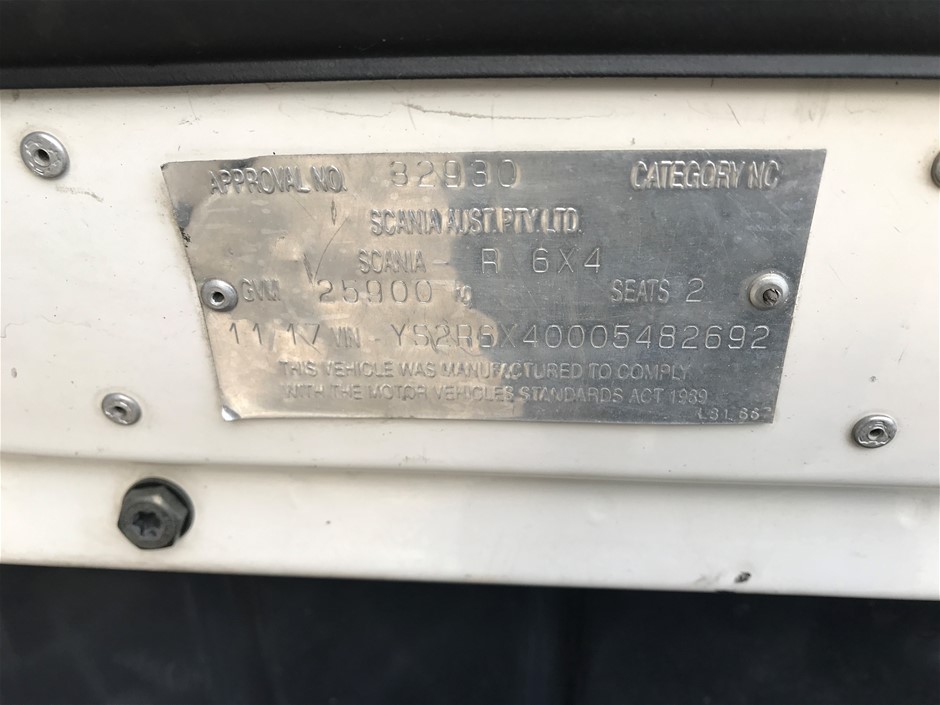 APPROVAL NO. 32930 CATEGORY NC
SCANIA AUST. PTY. LTD.
SCANIA - R 6X4
GVM 25900 kg SEATS 2
11 17 VIN YS2R6X40005482692
THIS VEHICLE WAS MANUFACTURED TO COMPLY
WITH THE MOTOR VEHICLES STANDARDS ACT 1989